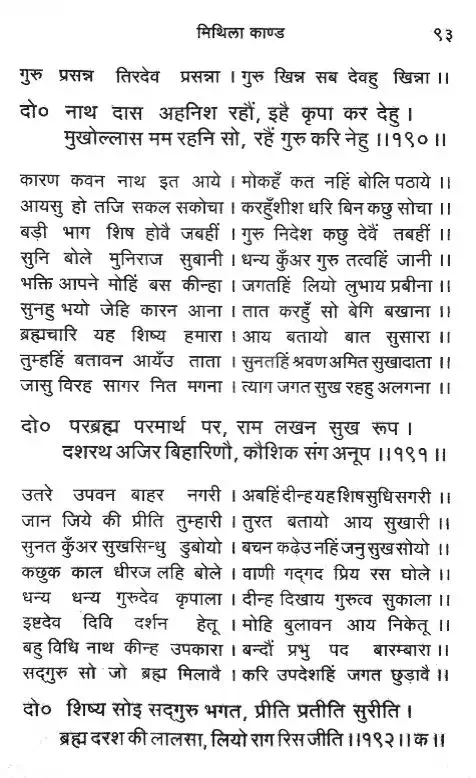 मिथिला काण्ड ९३
गुरु प्रसन्न तिरदेव प्रसन्ना । गुरु खिन्न सब देवहु खिन्ना ।।
दो० नाथ दास अहनिश रहौं, इहै कृपा कर देहु ।
मुखोल्लास मम रहनि सो, रहैं गुरु करि नेहु ।।१९०।।
कारण कवन नाथ इत आये । मोकहँ कत नहिं बोलि पठाये ।।
आयसु हो तजि सकल सकोचा । करहुँ शीश धरि बिन कछु सोचा ।।
बड़ी भाग शिष होवै जबहीं । गुरु निदेश कछु देवैं तबहीं ।।
सुनि बोले मुनिराज सुबानी । धन्य कुँअर गुरु तत्वहिं जानी ।।
भक्ति आपने मोहिं बस कीन्हा । जगतहिं लियो लुभाय प्रबीना ।।
सुनहु भयो जेहि कारन आना । तात करहुँ सो बेगि बखाना ।।
ब्रह्मचारि यह शिष्य हमारा । आय बतायो बात सुसारा ।।
तुम्हहिं बतावन आयँउ ताता । सुनतहिं श्रवण अमित सुखदाता ।।
जासु विरह सागर नित मगना । त्याग जगत सुख रहहु अलगना ।।
दो० परब्रह्म परमार्थ पर, राम लखन सुख रूप ।
दशरथ अजिर बिहारिणौ, कौशिक संग अनूप ।।१९१।।
उतरे उपवन बाहर नगरी । अबहिं दीन्ह यह शिष सुधि सगरी ।।
जान जिये की प्रीति तुम्हारी । तुरत बतायो आय सुखारी ।।
सुनत कुँअर सुखसिन्धु डुबोयो । बचन कढ़ेउ नहिं जनु सुख सोयो ।।
कछुक काल धीरज लहि बोले । वाणी गद्गद प्रिय रस घोले ।।
धन्य धन्य गुरुदेव कृपाला । दीन्ह दिखाय गुरुत्व सुकाला ।।
इष्टदेव दिवि दर्शन हेतू । मोहि बुलावन आय निकेतू ।।
बहु विधि नाथ कीन्ह उपकारा । बन्दौं प्रभु पद बारम्बारा ।।
सद्गुरु सो जो ब्रह्म मिलावै । करि उपदेशहिं जगत छुड़ावै ।।
दो० शिष्य सोइ सद्गुरु भगत, प्रीति प्रतीति सुरीति ।
ब्रह्म दरश की लालसा, लियो राग रिस जीति ।।१९२।।क।।